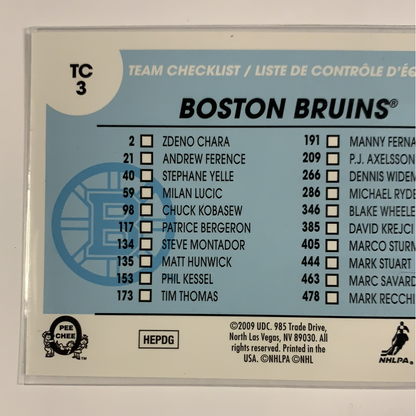 TC
3
TEAM CHECKLIST / LISTE DE CONTRÔLE D'ÉG
BOSTON BRUINS®
2 ZDENO CHARA
21 ANDREW FERENCE
40 STEPHANE YELLE
59 MILAN LUCIC
98 CHUCK KOBASEW
117 PATRICE BERGERON
134 STEVE MONTADOR
135 MATT HUNWICK
153 PHIL KESSEL
173 TIM THOMAS
191 MANNY FERNA
209 P.J. AXELSSON
266 DENNIS WIDEM
286 MICHAEL RYDE
346 BLAKE WHEELE
385 DAVID KREJCI
405 MARCO STURM
444 MARK STUART
463 MARC SAVARD
478 MARK RECCHI
B
O PEE CHEE™
HEPDG
©2009 UDC. 985 Trade Drive,
North Las Vegas, NV 89030. All
rights reserved. Printed in the
USA. ©NHLPA ©NHL
NHLPA®